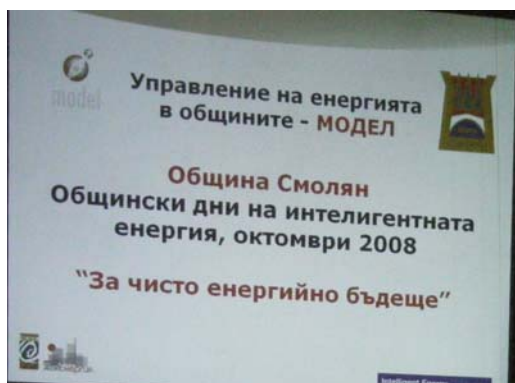 model
Управление на енергията
в общините - МОДЕЛ
Община Смолян
Общински дни на интелигентната
енергия, октомври 2008
“За чисто енергийно бъдеще”